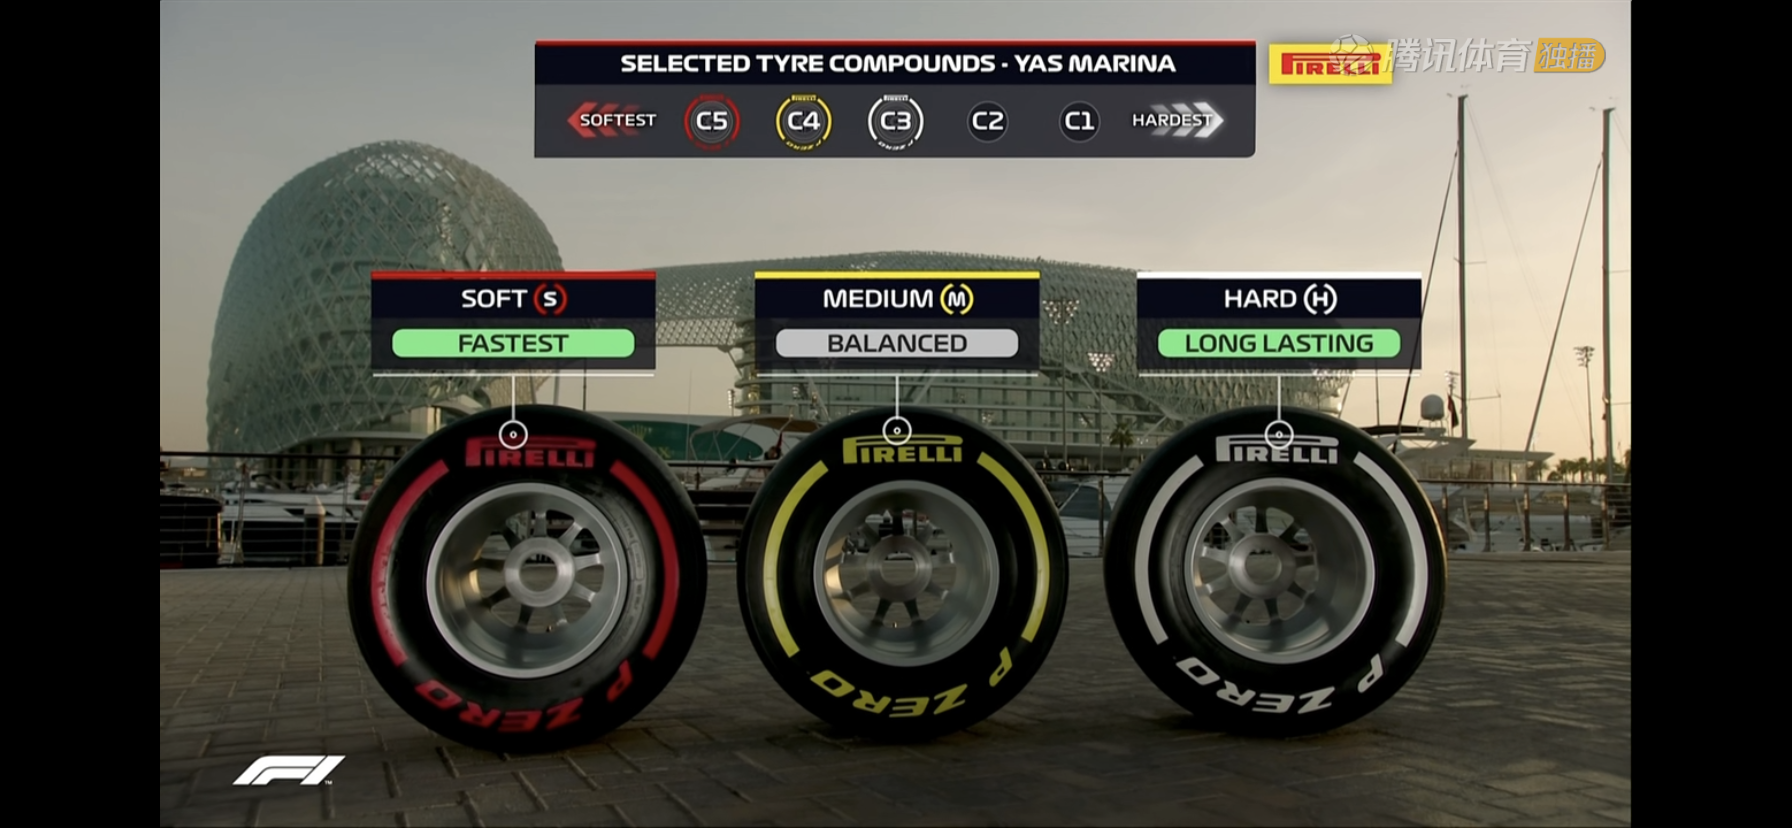 SELECTED TYRE COMPOUNDS - YAS MARINA
PIRELLI
腾讯体育 独播
SOFTEST C5 C4 C3 C2 C1 HARDEST
SOFT S
FASTEST
MEDIUM M
BALANCED
HARD H
LONG LASTING
PIRELLI
P ZERO
PIRELLI
P ZERO
PIRELLI
P ZERO
F1